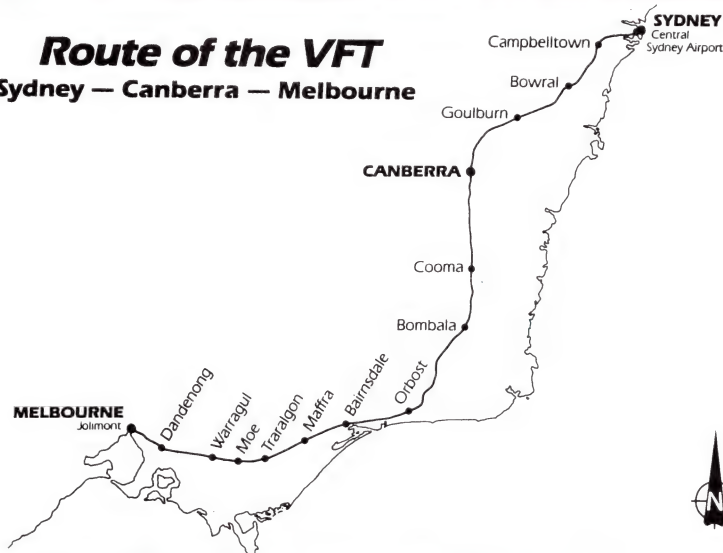 Route of the VFT
Sydney — Canberra — Melbourne
SYDNEY
Central
Sydney Airport
Campbelltown
Bowral
Goulburn
CANBERRA
Cooma
Bombala
Orbost
Bairnsdale
Maffra
Traralgon
Moe
Warragul
Dandenong
MELBOURNE
Jolimont
N